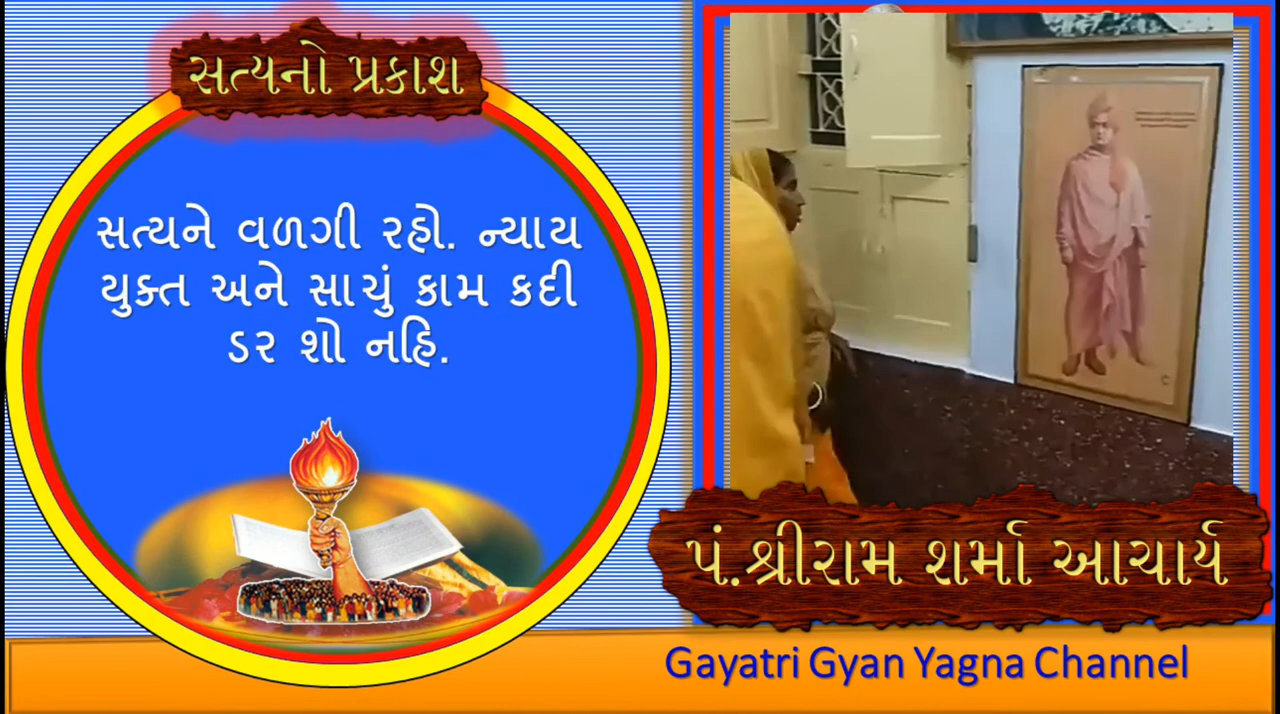 સત્યનો પ્રકાશ
સત્યને વળગી રહો. ન્યાય
યુક્ત અને સાચું કામ કદી
ડર શો નહિ.
પં.શ્રીરામ શર્મા આચાર્ય
Gayatri Gyan Yagna Channel